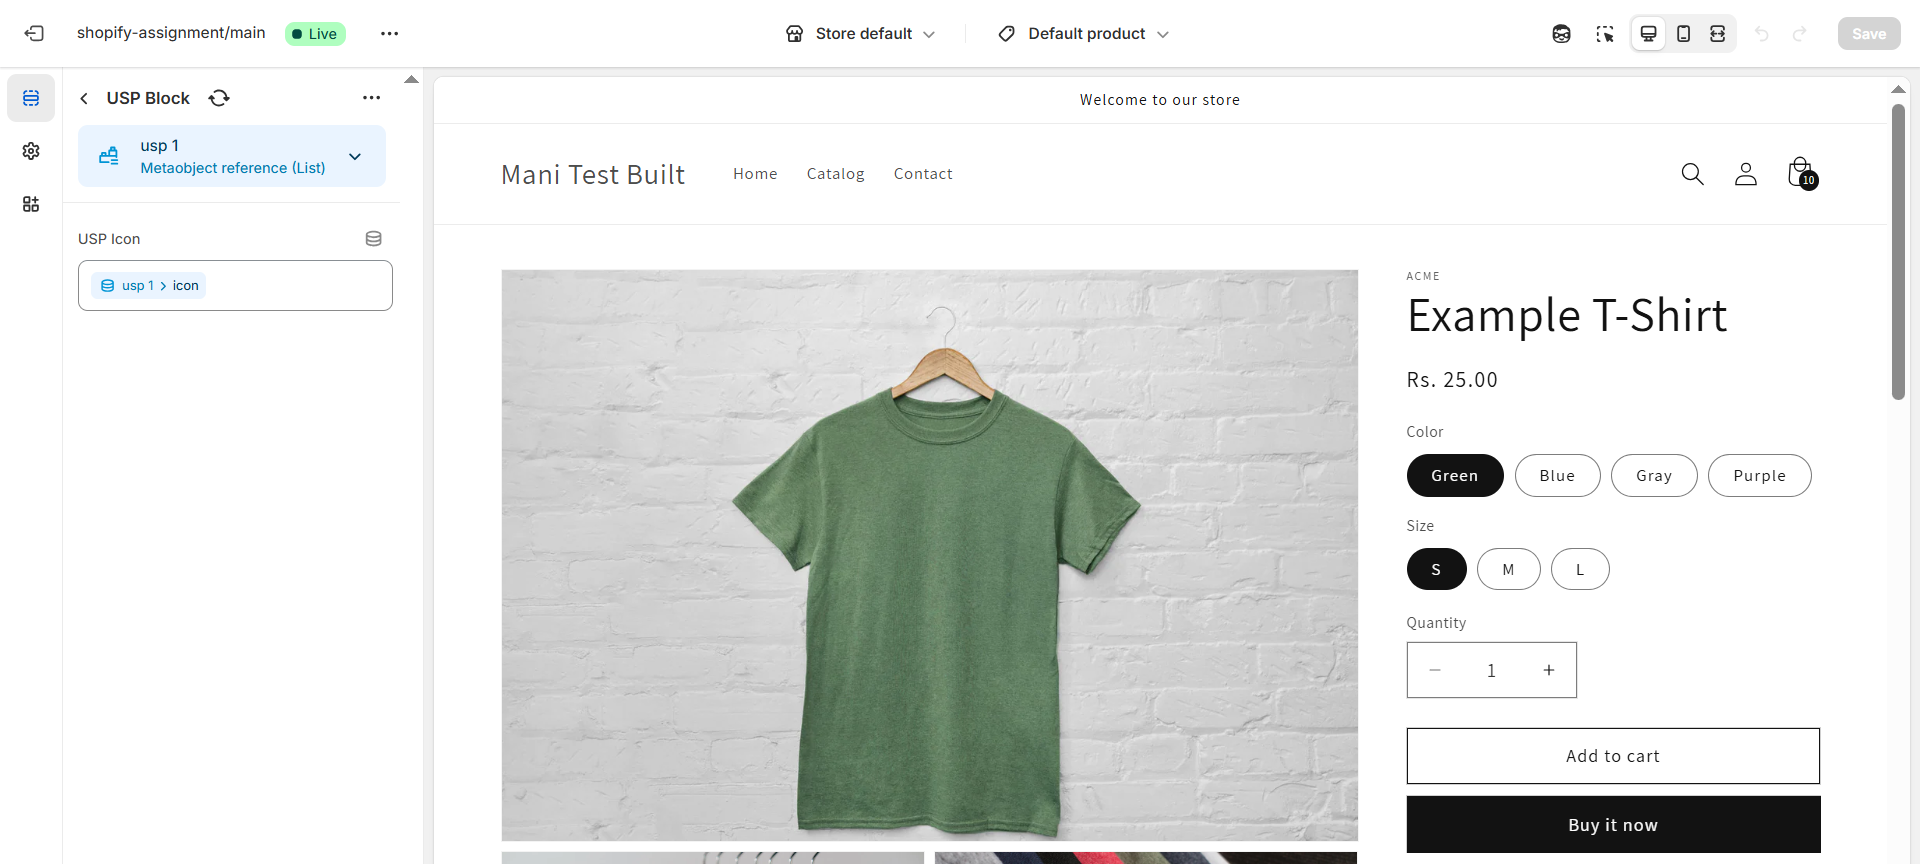 shopify-assignment/main
Live
Store default
Default product
Save
USP Block
usp 1
Metaobject reference (List)
USP Icon
usp 1 > icon
Welcome to our store
Mani Test Built
Home
Catalog
Contact
10
ACME
Example T-Shirt
Rs. 25.00
Color
Green
Blue
Gray
Purple
Size
S
M
L
Quantity
− 1 +
Add to cart
Buy it now